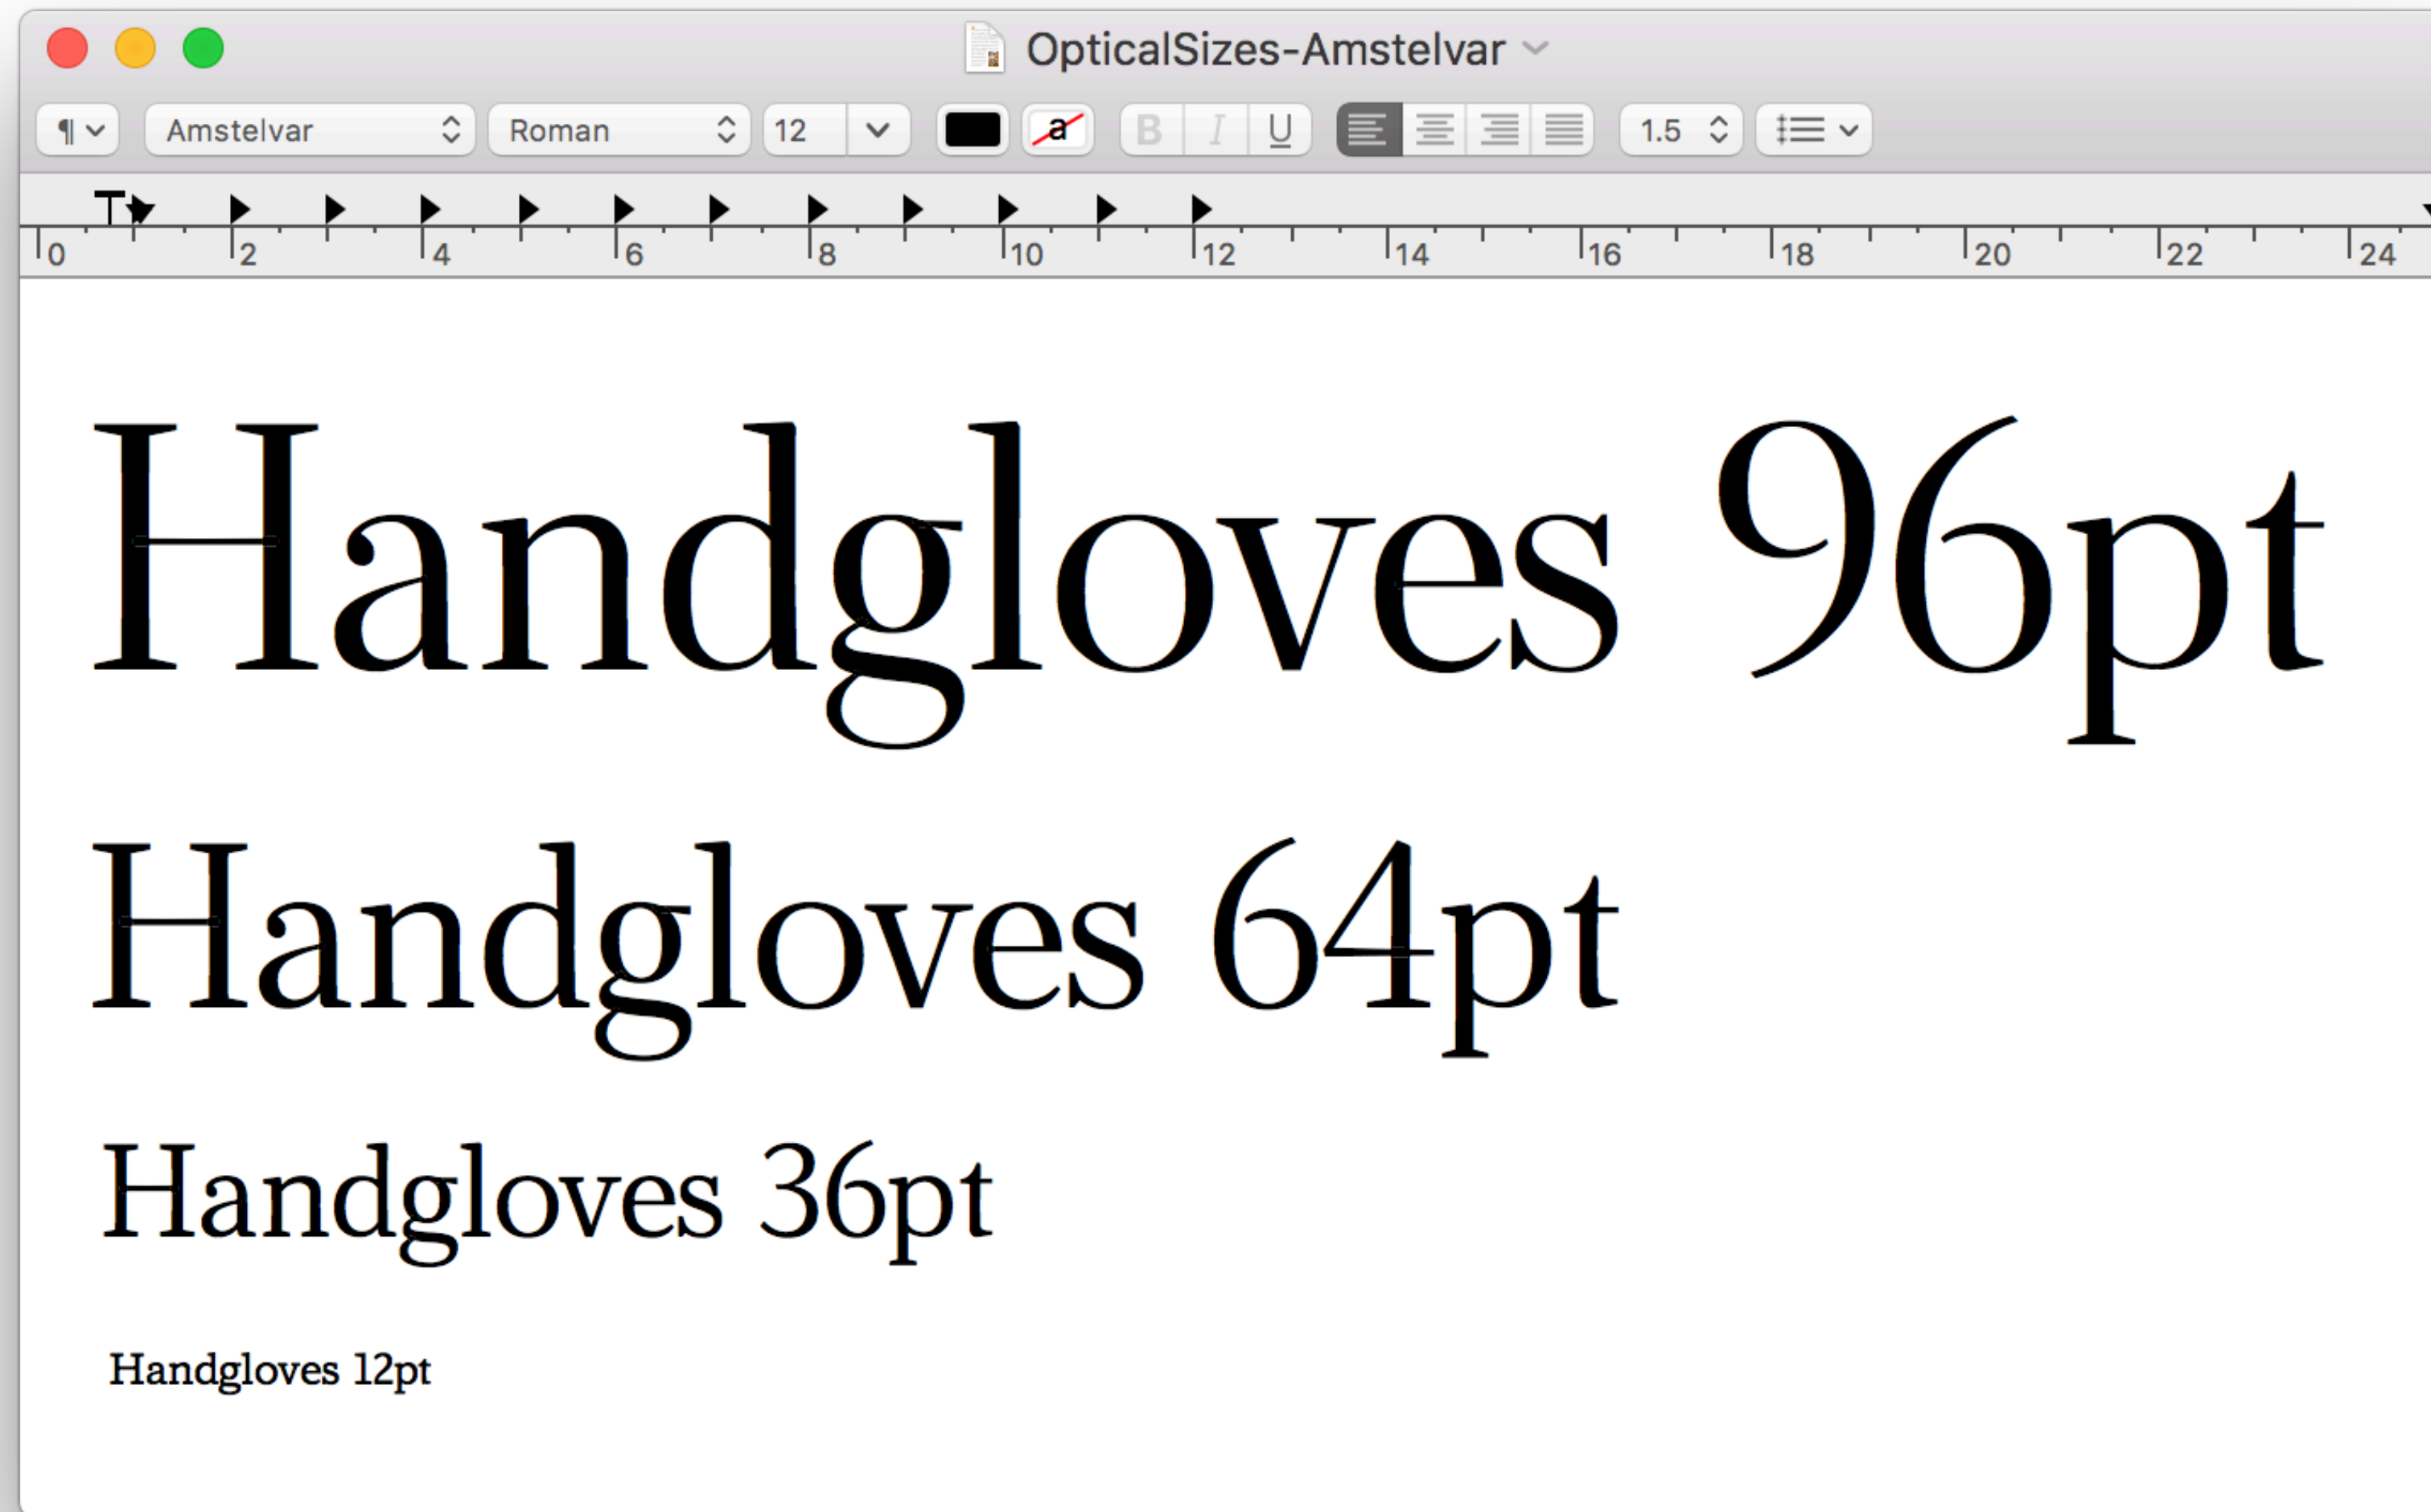 OpticalSizes-Amstelvar
¶ Amstelvar Roman 12 a B I U 1.5
0 2 4 6 8 10 12 14 16 18 20 22 24
Handgloves 96pt
Handgloves 64pt
Handgloves 36pt
Handgloves 12pt